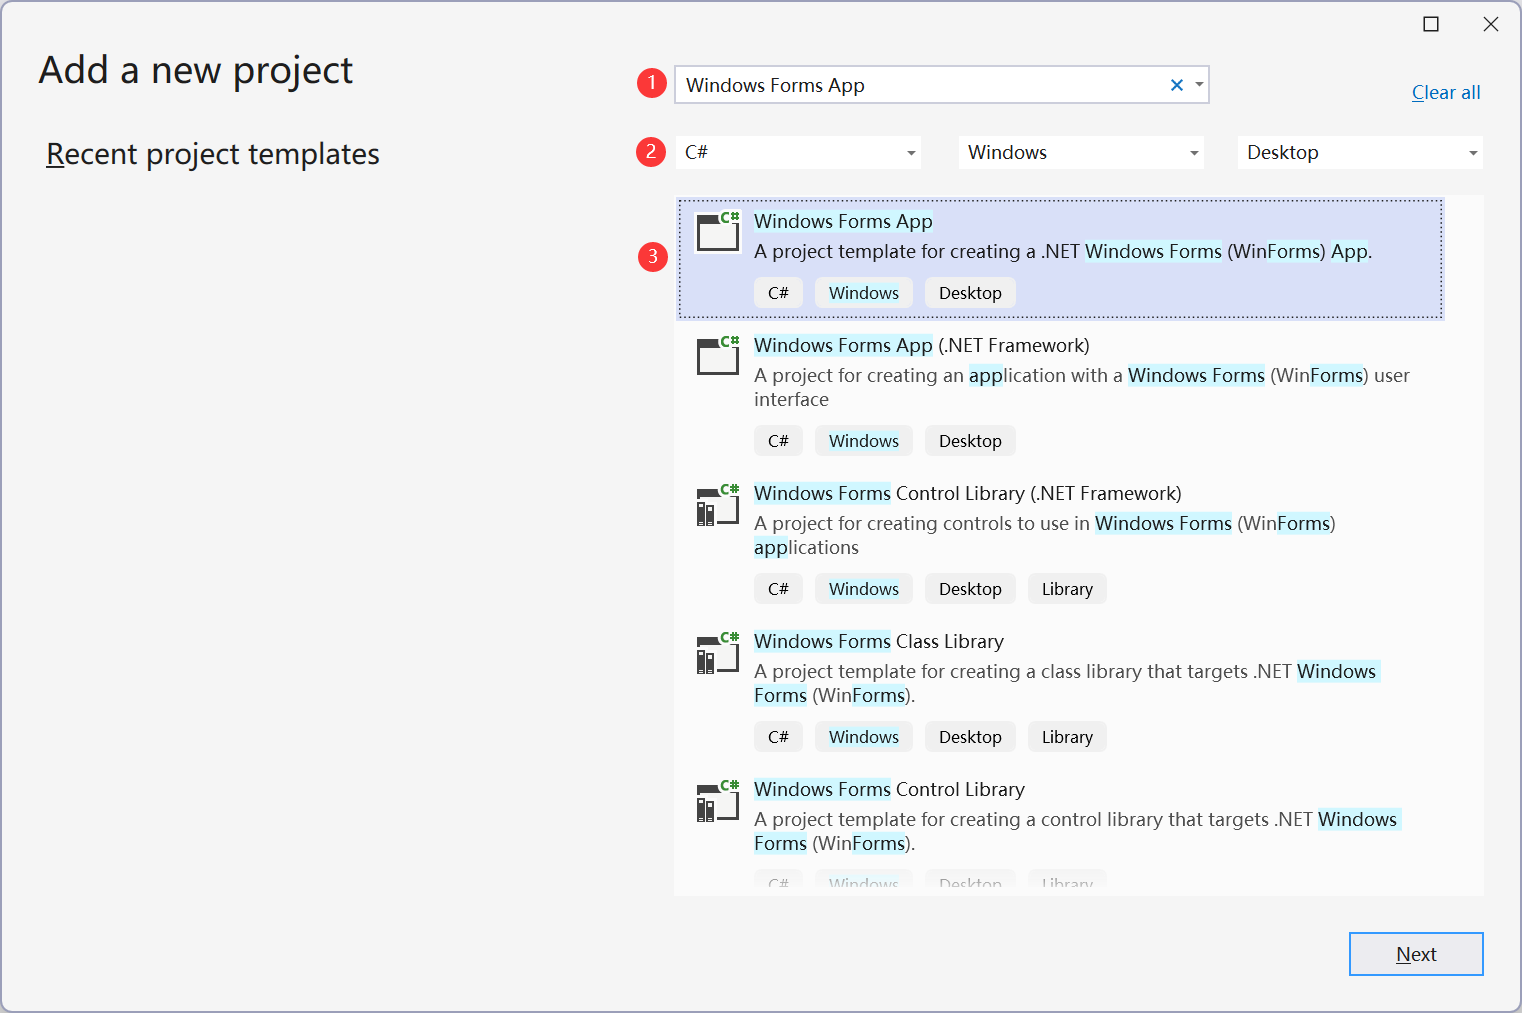 Add a new project
Recent project templates
1
Windows Forms App
Clear all
2
C#
Windows
Desktop
3
C#
Windows Forms App
A project template for creating a .NET Windows Forms (WinForms) App.
C# Windows Desktop
C#
Windows Forms App (.NET Framework)
A project for creating an application with a Windows Forms (WinForms) user
interface
C# Windows Desktop
C#
Windows Forms Control Library (.NET Framework)
A project for creating controls to use in Windows Forms (WinForms)
applications
C# Windows Desktop Library
C#
Windows Forms Class Library
A project template for creating a class library that targets .NET Windows
Forms (WinForms).
C# Windows Desktop Library
C#
Windows Forms Control Library
A project template for creating a control library that targets .NET Windows
Forms (WinForms).
C# Windows Desktop Library
Next